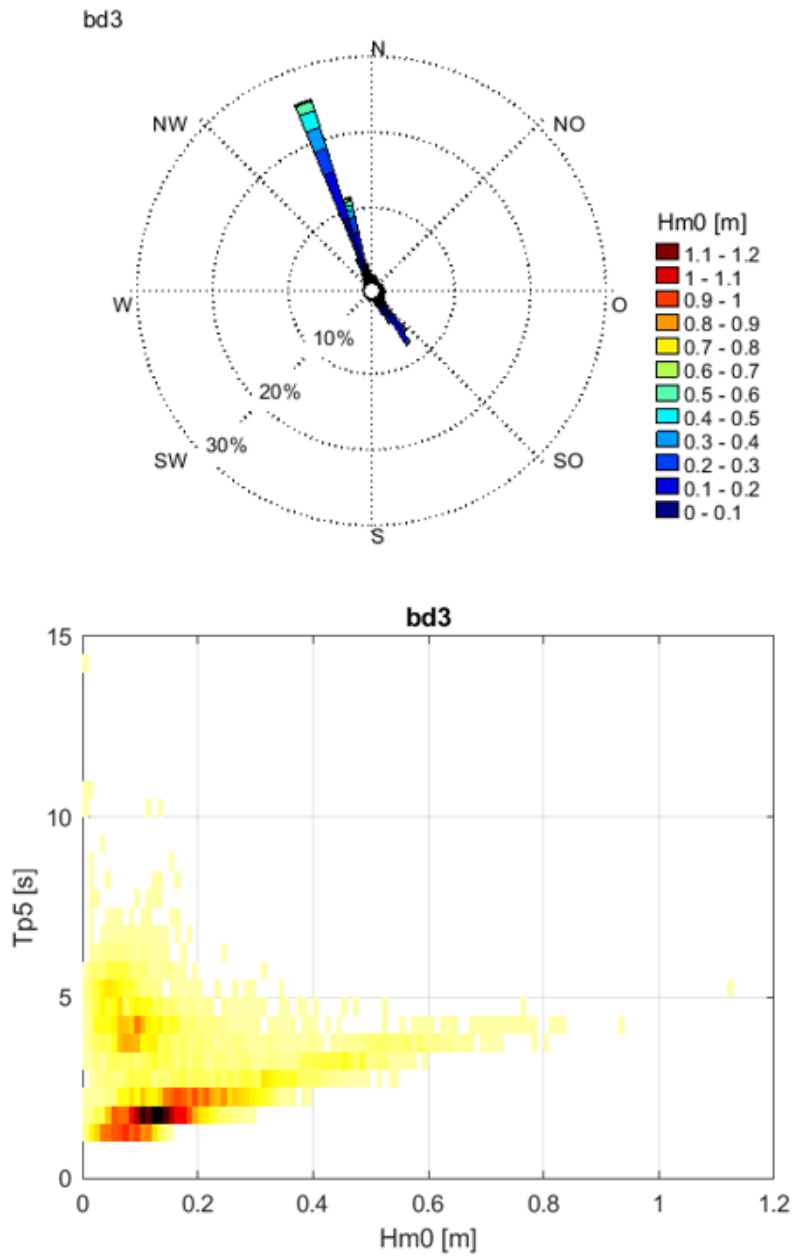 bd3
N
NW
NO
W
O
10%
20%
30%
SW
SO
S
Hm0 [m]
1.1 - 1.2
1 - 1.1
0.9 - 1
0.8 - 0.9
0.7 - 0.8
0.6 - 0.7
0.5 - 0.6
0.4 - 0.5
0.3 - 0.4
0.2 - 0.3
0.1 - 0.2
0 - 0.1
bd3
15
10
5
0
Tp5 [s]
0 0.2 0.4 0.6 0.8 1 1.2
Hm0 [m]